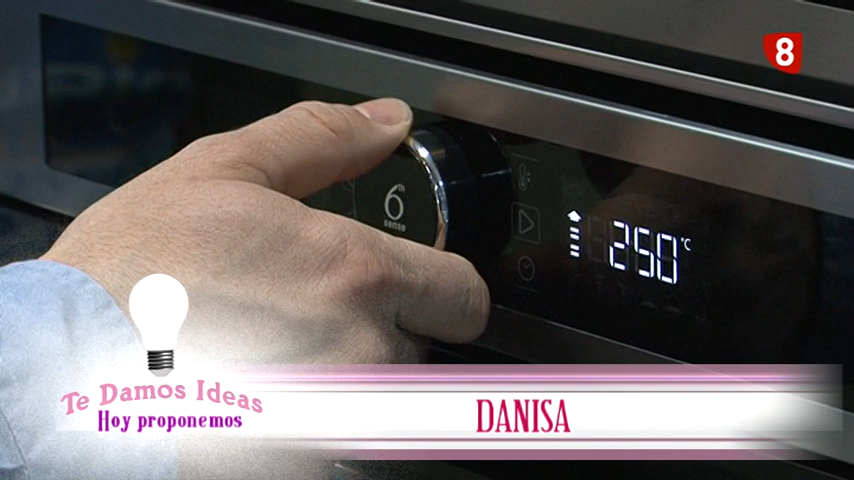 8
6th
sense
250°C
Te Damos Ideas
Hoy proponemos
DANISA